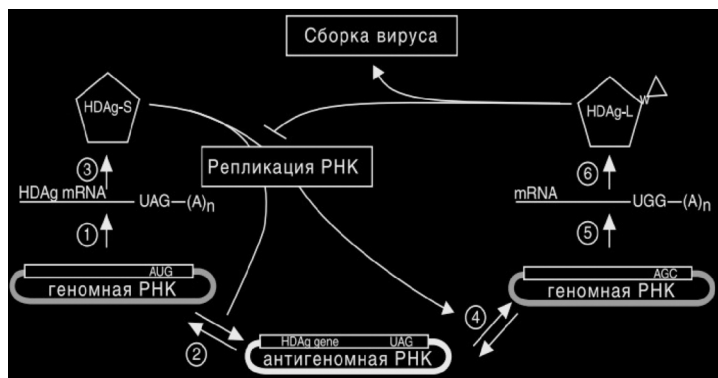 Сборка вируса
HDAg-S
HDAg-L
W
3
Репликация РНК
6
HDAg mRNA
UAG—(A)n
mRNA
UGG—(A)n
1
5
AUG
геномная РНК
AGC
геномная РНК
4
2
HDAg gene
UAG
антигеномная РНК